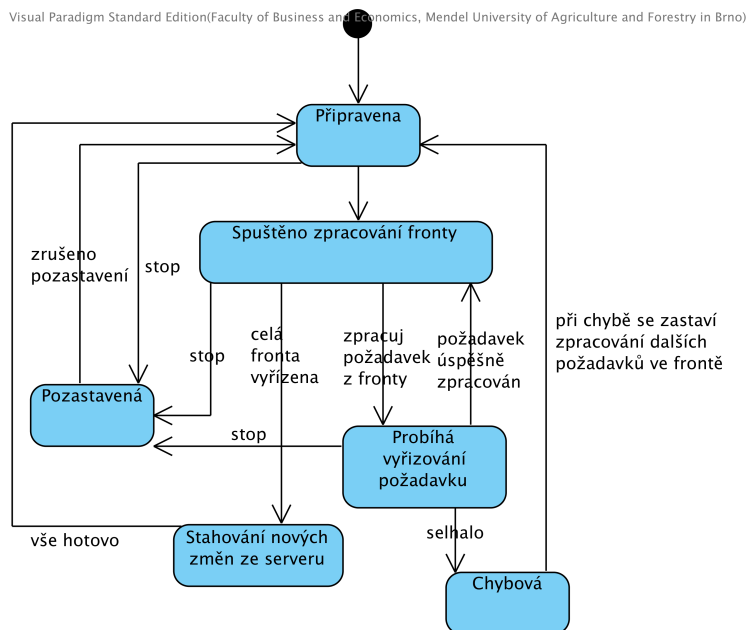 Visual Paradigm Standard Edition(Faculty of Business and Economics, Mendel University of Agriculture and Forestry in Brno)
Připravena
Spuštěno zpracování fronty
zrušeno
pozastavení
stop
stop
celá
fronta
vyřízena
zpracuj
požadavek
z fronty
požadavek
úspěšně
zpracován
při chybě se zastaví
zpracování dalších
požadavků ve frontě
Pozastavená
stop
Probíhá
vyřizování
požadavku
vše hotovo
Stahování nových
změn ze serveru
selhalo
Chybová